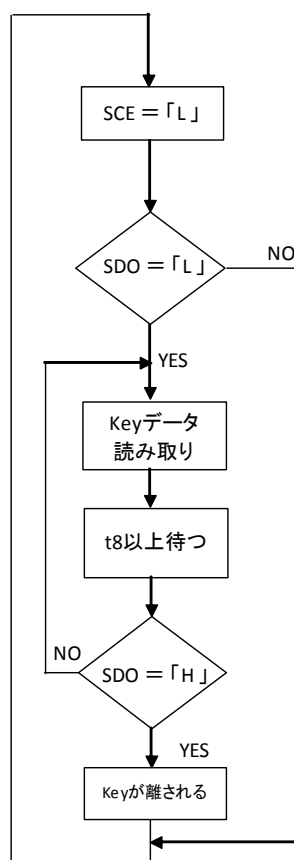 SCE＝「L」
SDO＝「L」
NO
YES
Keyデータ
読み取り
t8以上待つ
NO
SDO＝「H」
YES
Keyが離される